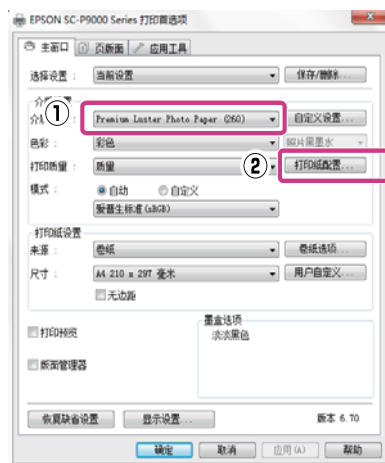 EPSON SC-P9000 Series 打印首选项
主窗口 页版面 应用工具
选择设置： 当前设置 保存/删除...
①
Premium Luster Photo Paper (260) 自定义设置...
色彩： 彩色 照片黑墨水
打印质量： 质量 ② 打印纸配置...
模式： 自动 自定义
爱普生标准(sRGB)
打印纸设置
来源： 卷纸 卷纸选项...
尺寸： A4 210 x 297 毫米 用户自定义...
无边距
打印预览
版面管理器
墨盒选项
淡淡黑色
恢复缺省设置 显示设置... 版本 6.70
确定 取消 应用(A) 帮助